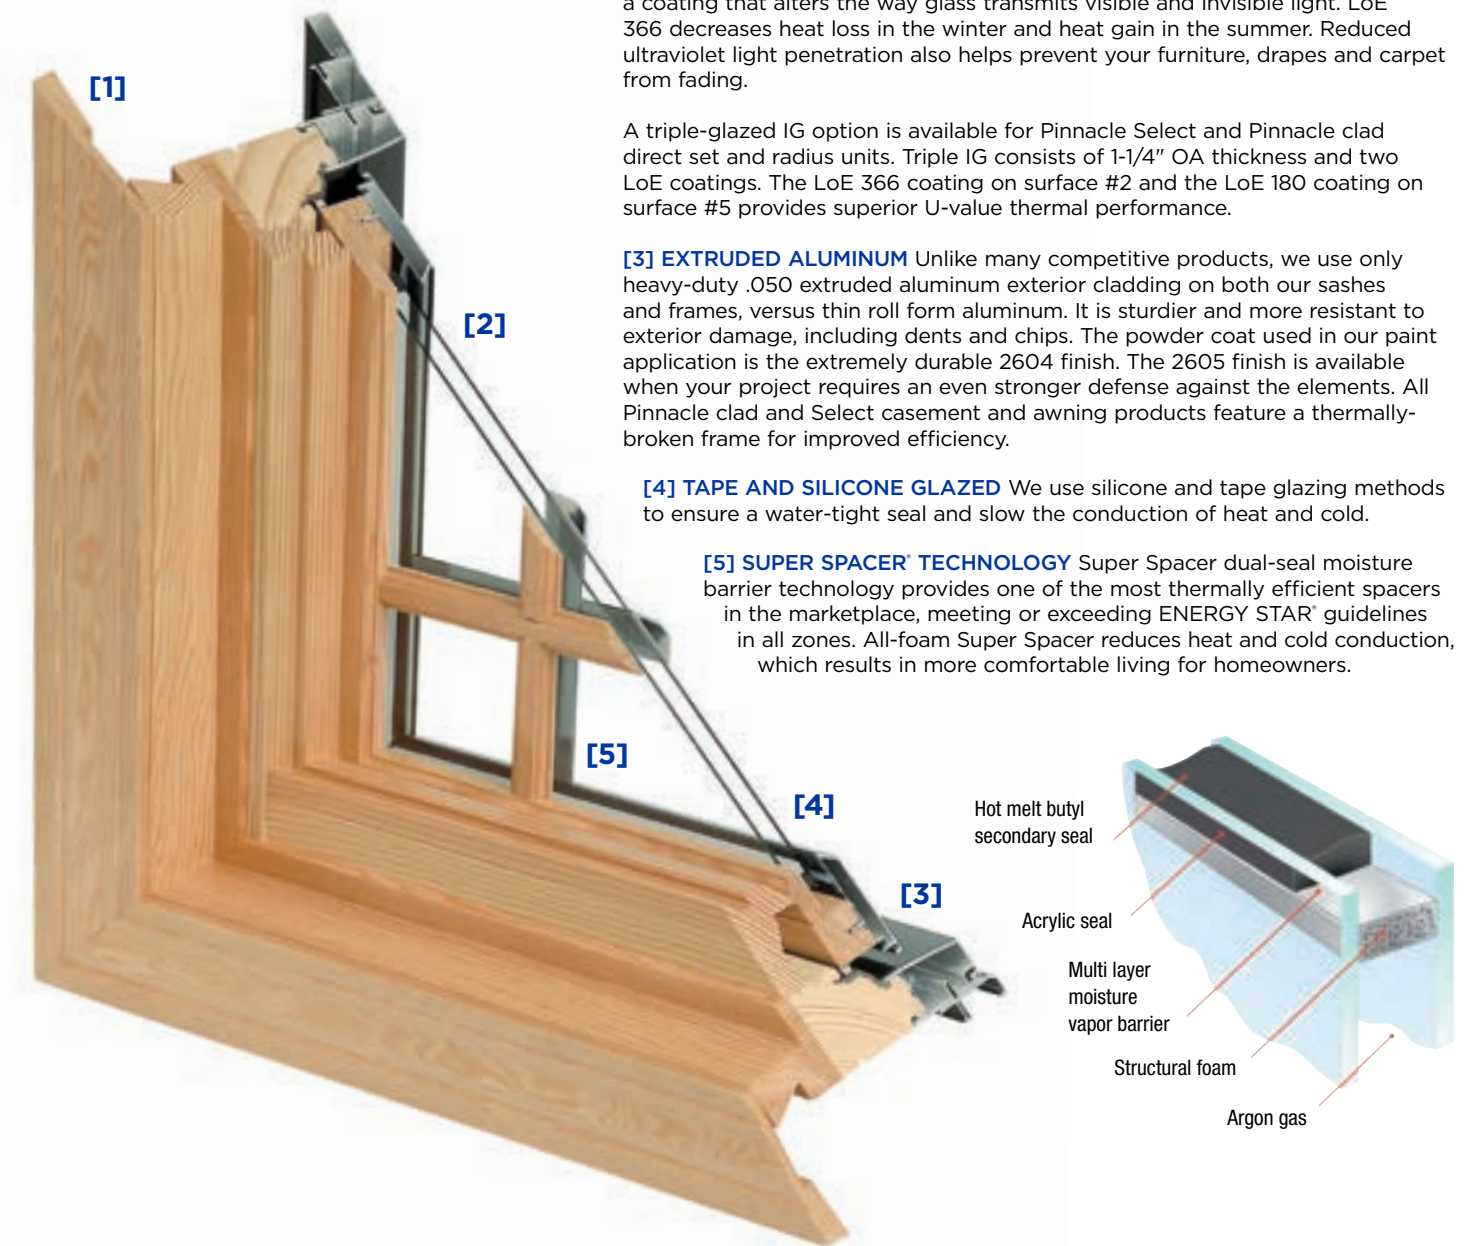 a coating that alters the way glass transmits visible and invisible light. LoE
366 decreases heat loss in the winter and heat gain in the summer. Reduced
ultraviolet light penetration also helps prevent your furniture, drapes and carpet
from fading.
A triple-glazed IG option is available for Pinnacle Select and Pinnacle clad
direct set and radius units. Triple IG consists of 1-1/4" OA thickness and two
LoE coatings. The LoE 366 coating on surface #2 and the LoE 180 coating on
surface #5 provides superior U-value thermal performance.
[3] EXTRUDED ALUMINUM Unlike many competitive products, we use only
heavy-duty .050 extruded aluminum exterior cladding on both our sashes
and frames, versus thin roll form aluminum. It is sturdier and more resistant to
exterior damage, including dents and chips. The powder coat used in our paint
application is the extremely durable 2604 finish. The 2605 finish is available
when your project requires an even stronger defense against the elements. All
Pinnacle clad and Select casement and awning products feature a thermally-
broken frame for improved efficiency.
[4] TAPE AND SILICONE GLAZED We use silicone and tape glazing methods
to ensure a water-tight seal and slow the conduction of heat and cold.
[5] SUPER SPACER® TECHNOLOGY Super Spacer dual-seal moisture
barrier technology provides one of the most thermally efficient spacers
in the marketplace, meeting or exceeding ENERGY STAR® guidelines
in all zones. All-foam Super Spacer reduces heat and cold conduction,
which results in more comfortable living for homeowners.
[1]
[2]
[5]
[4]
[3]
Hot melt butyl
secondary seal
Acrylic seal
Multi layer
moisture
vapor barrier
Structural foam
Argon gas